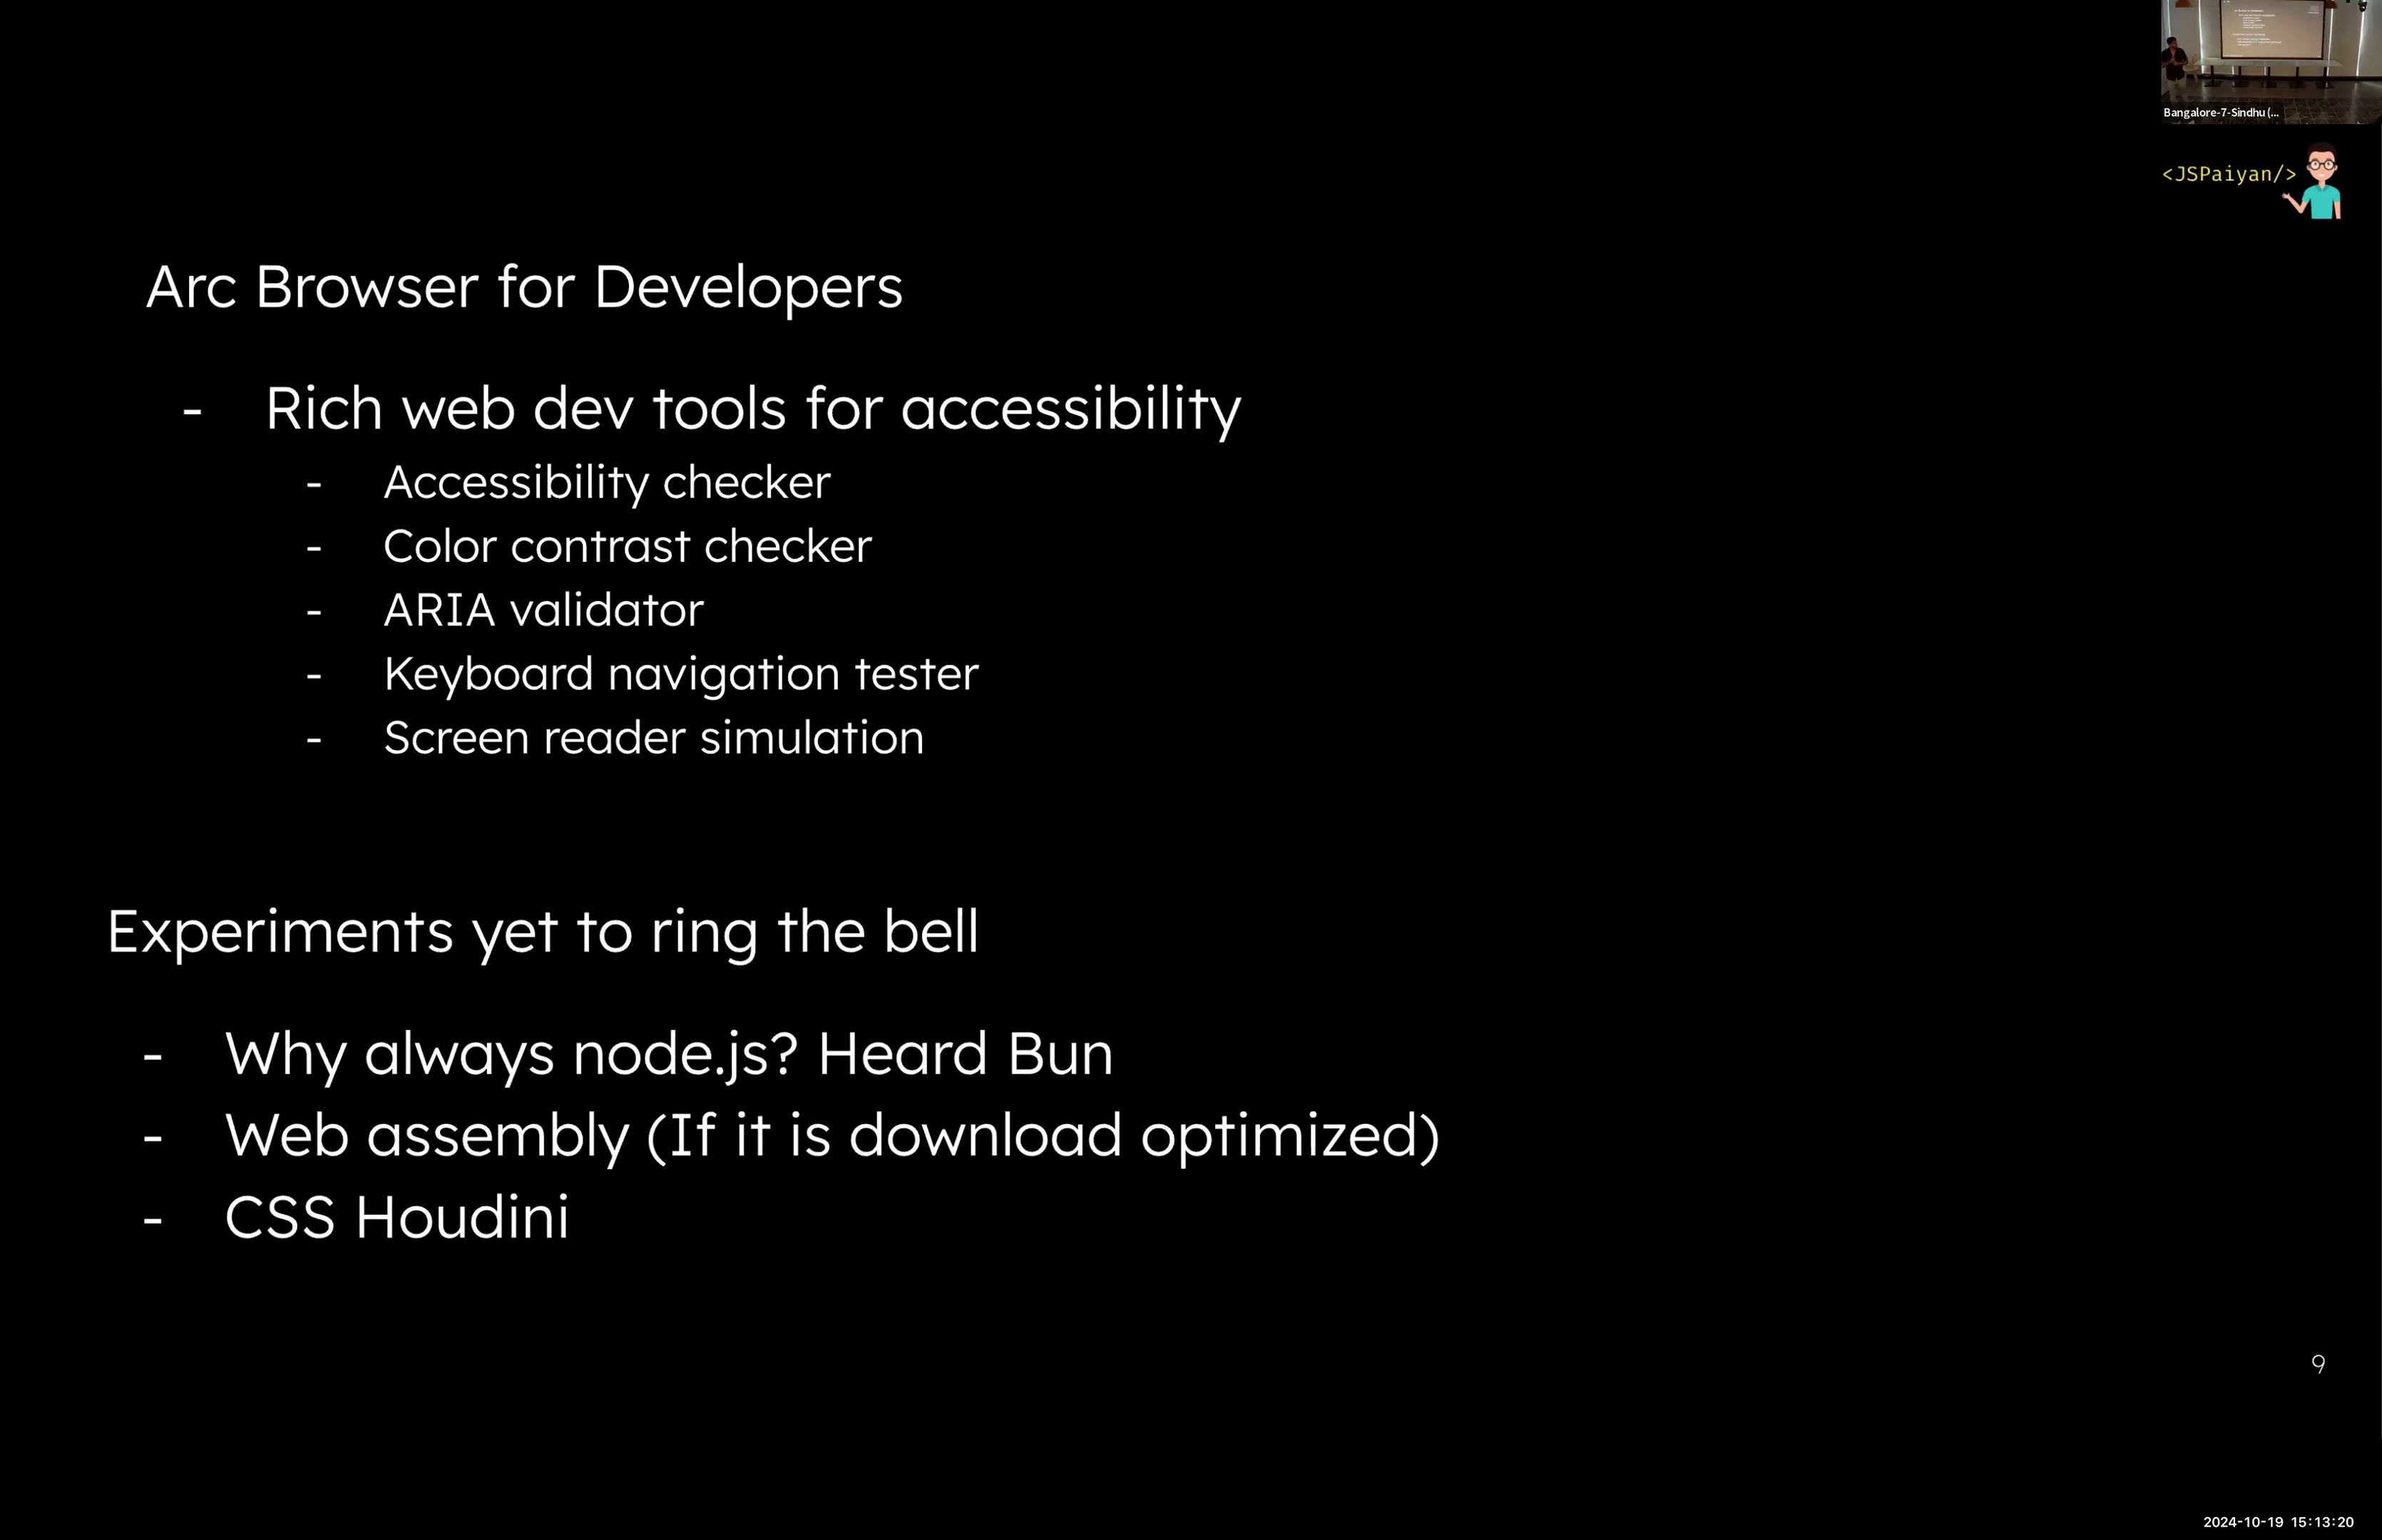 Bangalore-7-Sindhu (...
<JSPaiyan/>
Arc Browser for Developers
- Rich web dev tools for accessibility
- Accessibility checker
- Color contrast checker
- ARIA validator
- Keyboard navigation tester
- Screen reader simulation
Experiments yet to ring the bell
- Why always node.js? Heard Bun
- Web assembly (If it is download optimized)
- CSS Houdini
9
2024-10-19 15:13:20